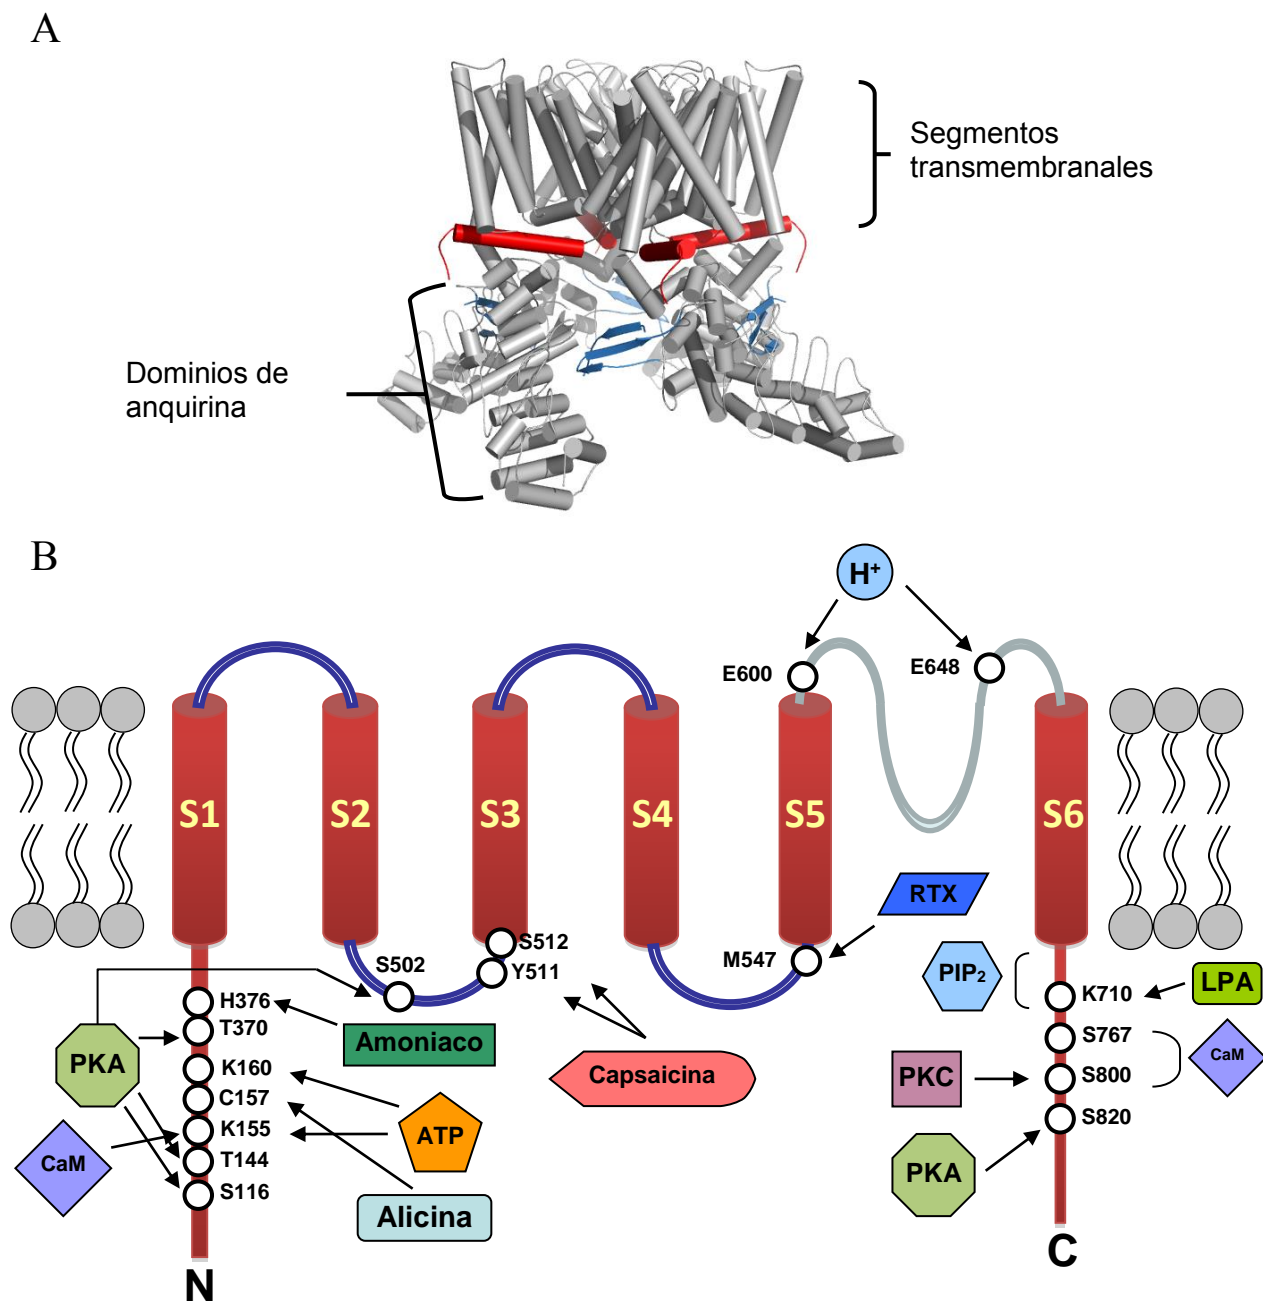 A
Segmentos
transmembranales
Dominios de
anquirina
B
H⁺
E600
E648
S1
S2
S3
S4
S5
S6
RTX
S512
S502
Y511
M547
PIP₂
K710
LPA
H376
T370
Amoniaco
PKA
K160
C157
K155
T144
S116
CaM
ATP
Alicina
Capsaicina
S767
CaM
PKC
S800
S820
PKA
N
C